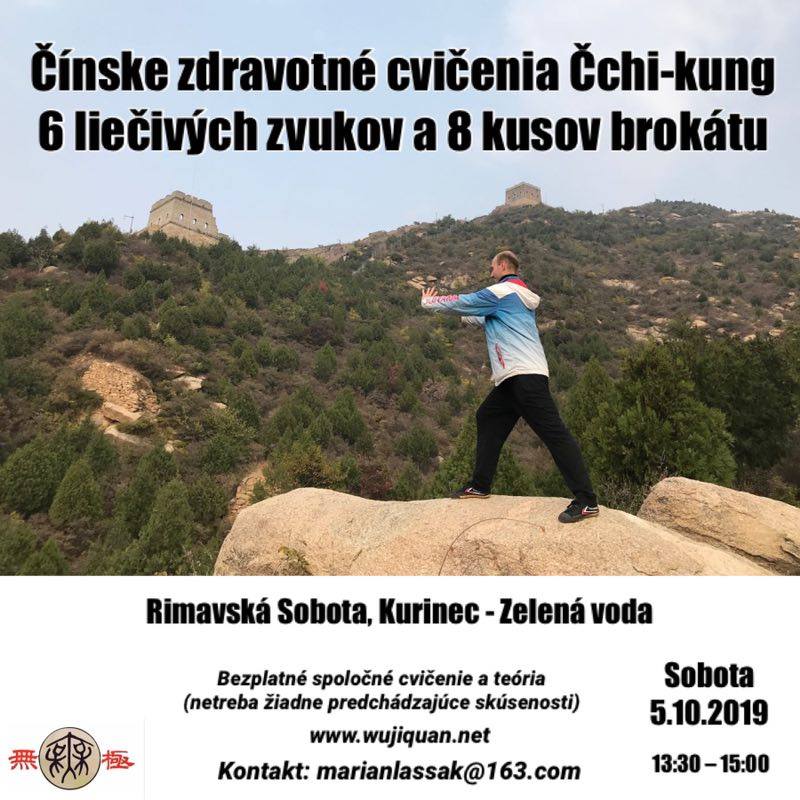 Čínske zdravotné cvičenia Čchi-kung
6 liečivých zvukov a 8 kusov brokátu
Rimavská Sobota, Kurinec - Zelená voda
Bezplatné spoločné cvičenie a teória
(netreba žiadne predchádzajúce skúsenosti)
www.wujiquan.net
Kontakt: marianlassak@163.com
Sobota
5.10.2019
13:30 – 15:00
無 極